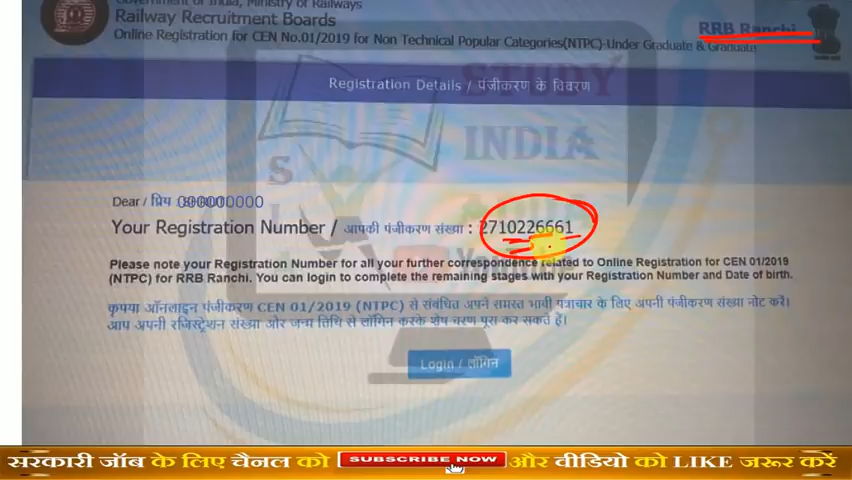 Government of India, Ministry of Railways
Railway Recruitment Boards
Online Registration for CEN No.01/2019 for Non Technical Popular Categories(NTPC)-Under Graduate & Graduate
RRB Ranchi
Registration Details / पंजीकरण के विवरण
STUDY
INDIA
Dear / प्रिय
Your Registration Number / आपकी पंजीकरण संख्या : 2710226661
Please note your Registration Number for all your further correspondence related to Online Registration for CEN 01/2019
(NTPC) for RRB Ranchi. You can login to complete the remaining stages with your Registration Number and Date of birth.
कृपया ऑनलाइन पंजीकरण CEN 01/2019 (NTPC) से संबंधित अपने समस्त भावी पत्राचार के लिए अपनी पंजीकरण संख्या नोट करें।
आप अपनी रजिस्ट्रेशन संख्या और जन्म तिथि से लॉगिन करके शेष चरण पूरा कर सकते हैं।
Login / लॉगिन
सरकारी जॉब के लिए चैनल को SUBSCRIBE NOW और वीडियो को LIKE जरूर करें